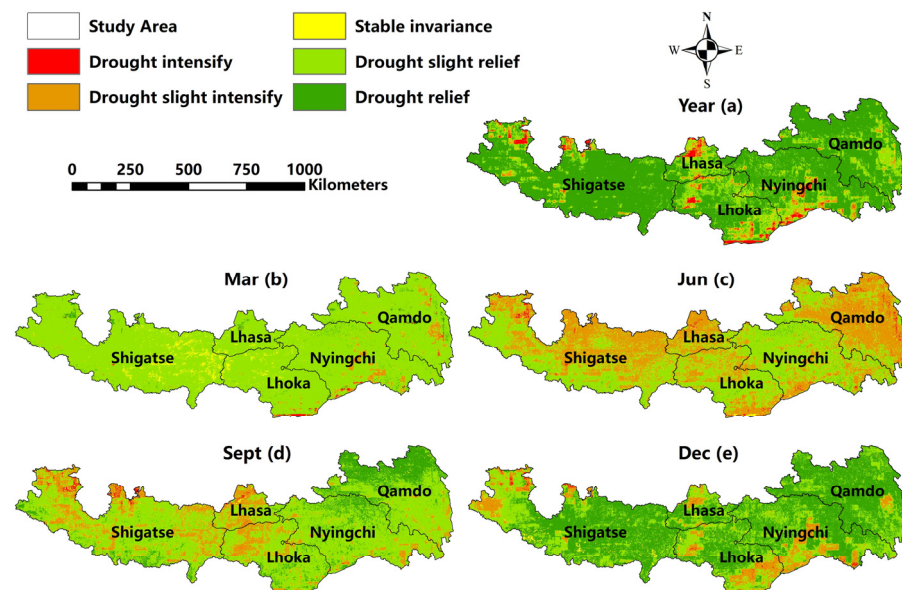 Study Area
Stable invariance
Drought intensify
Drought slight relief
Drought slight intensify
Drought relief
N
W E
S
0 250 500 750 1000
Kilometers
Year (a)
Qamdo
Lhasa
Shigatse
Nyingchi
Lhoka
Mar (b)
Qamdo
Lhasa
Shigatse
Nyingchi
Lhoka
Jun (c)
Qamdo
Lhasa
Shigatse
Nyingchi
Lhoka
Sept (d)
Qamdo
Lhasa
Shigatse
Nyingchi
Lhoka
Dec (e)
Qamdo
Lhasa
Shigatse
Nyingchi
Lhoka